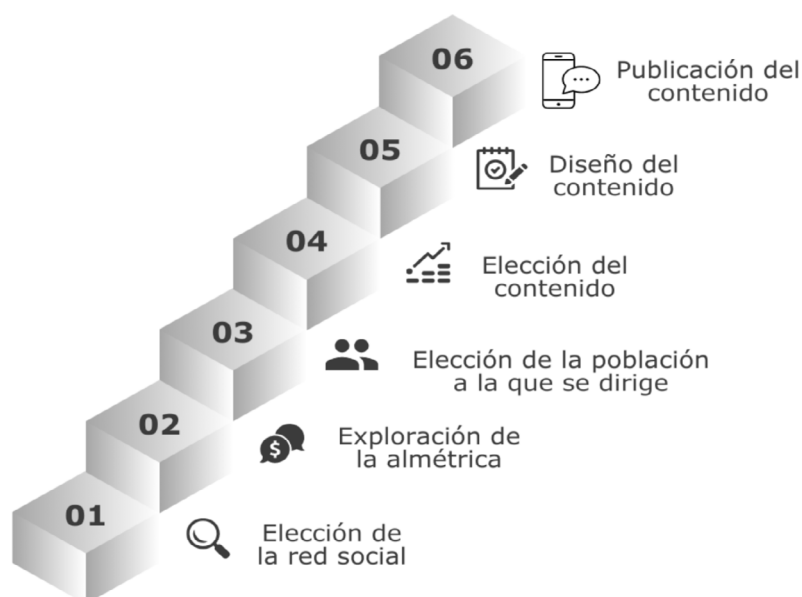 06
Publicación del
contenido
05
Diseño del
contenido
04
Elección del
contenido
03
Elección de la población
a la que se dirige
02
$
Exploración de
la almétrica
01
Elección de
la red social